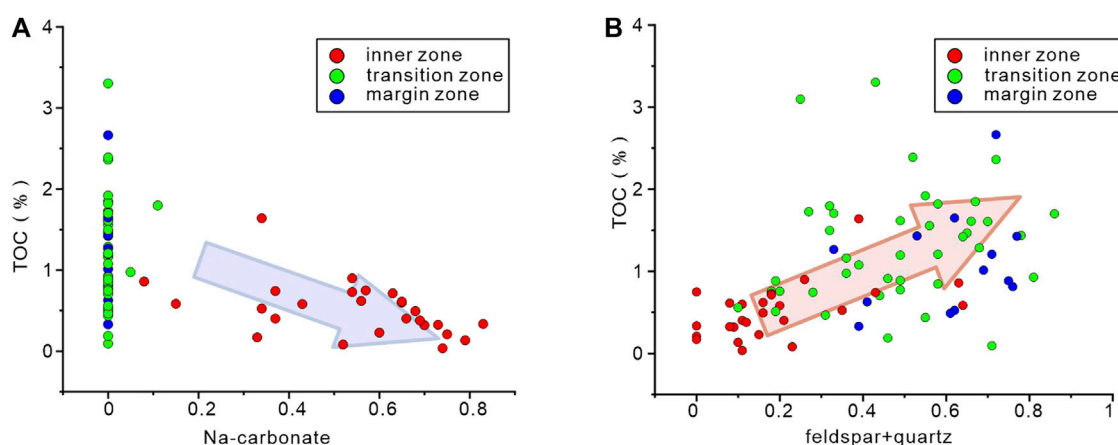 A
inner zone
transition zone
margin zone
TOC (%)
4
3
2
1
0
0
0.2
0.4
0.6
0.8
Na-carbonate
B
inner zone
transition zone
margin zone
TOC (%)
4
3
2
1
0
0
0.2
0.4
0.6
0.8
1
feldspar+quartz